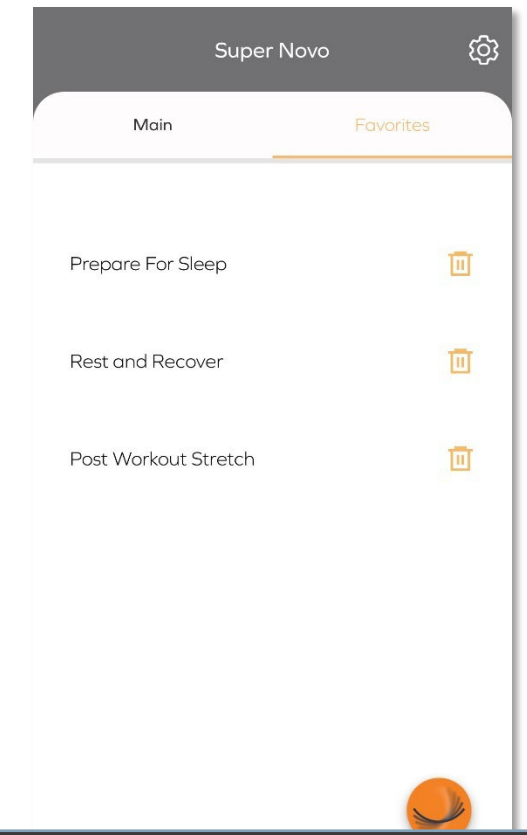 Super Novo
Main
Favorites
Prepare For Sleep
Rest and Recover
Post Workout Stretch